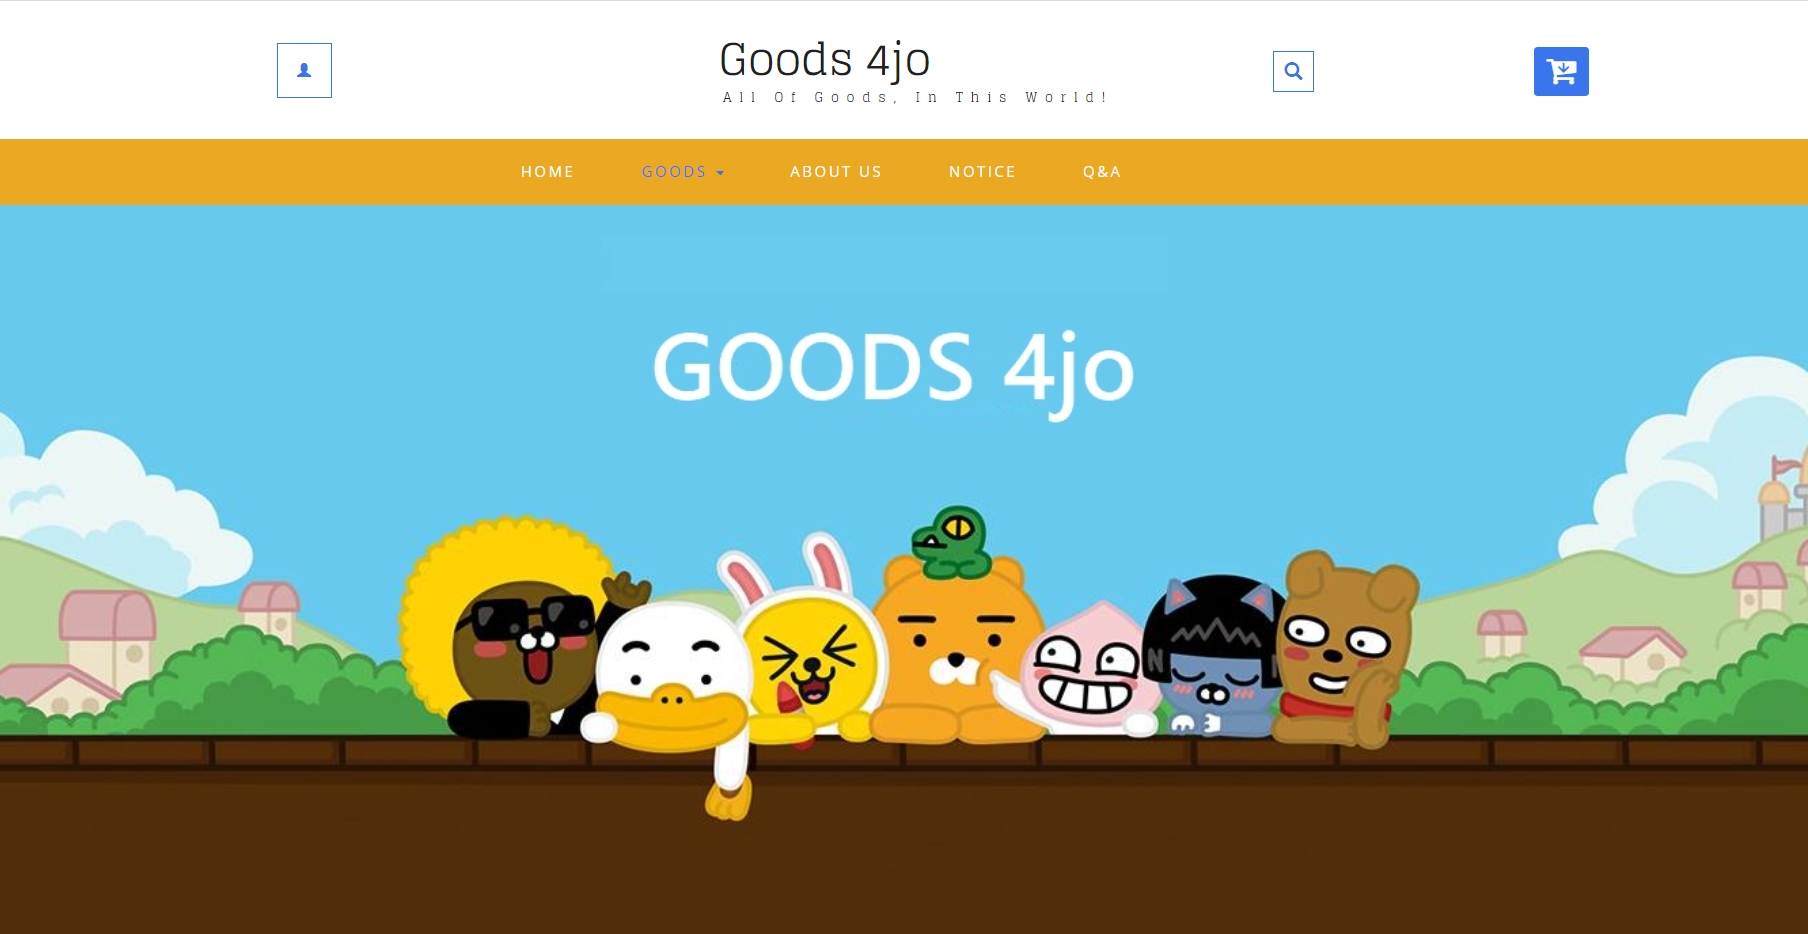 Goods 4jo
All Of Goods, In This World!
HOME GOODS ABOUT US NOTICE Q&A
GOODS 4jo
N